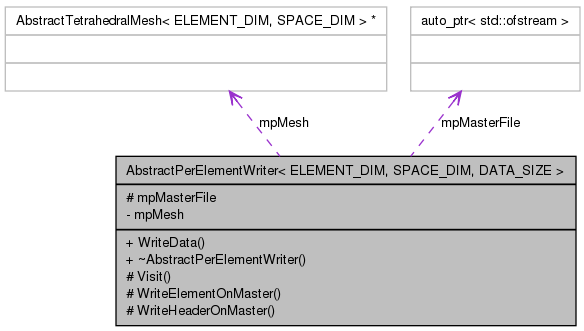 AbstractTetrahedralMesh< ELEMENT_DIM, SPACE_DIM > *
auto_ptr< std::ofstream >
mpMesh
mpMasterFile
AbstractPerElementWriter< ELEMENT_DIM, SPACE_DIM, DATA_SIZE >
# mpMasterFile
- mpMesh
+ WriteData()
+ ~AbstractPerElementWriter()
# Visit()
# WriteElementOnMaster()
# WriteHeaderOnMaster()